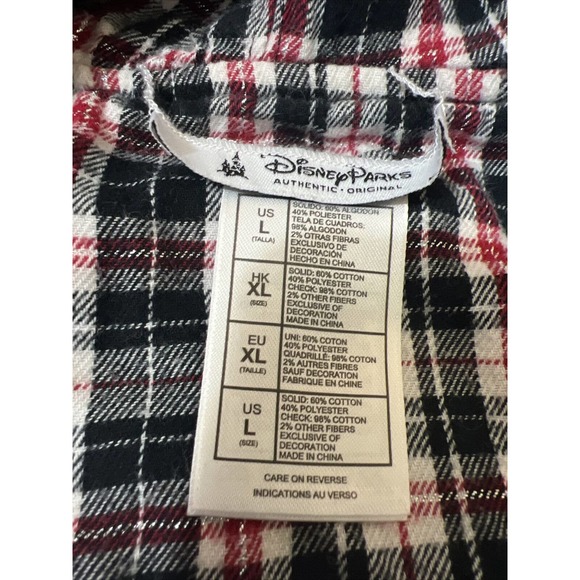 Disney Parks
AUTHENTIC • ORIGINAL
US
L
(TALLA)
SOLIDO: 60% ALGODON
40% POLIESTER
TELA DE CUADROS:
98% ALGODON
2% OTRAS FIBRAS
EXCLUSIVO DE
DECORACIÓN
HECHO EN CHINA
HK
XL
(SIZE)
SOLID: 60% COTTON
40% POLYESTER
CHECK: 98% COTTON
2% OTHER FIBERS
EXCLUSIVE OF
DECORATION
MADE IN CHINA
EU
XL
(TAILLE)
UNI: 60% COTON
40% POLYESTER
QUADRILLÉ: 98% COTON
2% AUTRES FIBRES
SAUF DECORATION
FABRIQUE EN CHINE
US
L
(SIZE)
SOLID: 60% COTTON
40% POLYESTER
CHECK: 98% COTTON
2% OTHER FIBERS
EXCLUSIVE OF
DECORATION
MADE IN CHINA
CARE ON REVERSE
INDICATIONS AU VERSO